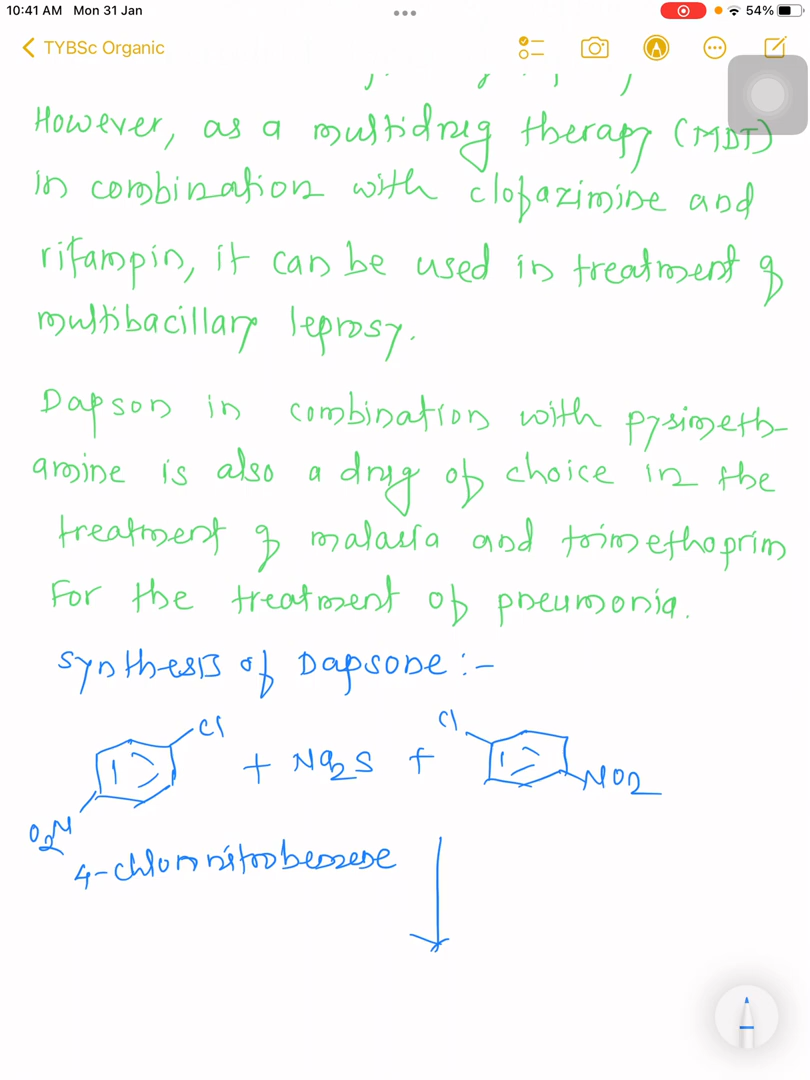 10:41 AM Mon 31 Jan
54%
TYBSc Organic
However, as a multidrug therapy (MDT)
in combination with clofazimine and
rifampin, it can be used in treatment of
multibacillary leprosy.
Dapson in combination with pyrimeth-
amine is also a drug of choice in the
treatment of malaria and trimethoprim
For the treatment of pneumonia.
Synthesis of Dapsone :-
Cl + Na2S + Cl
O2N NO2
4-chloronitrobenzene